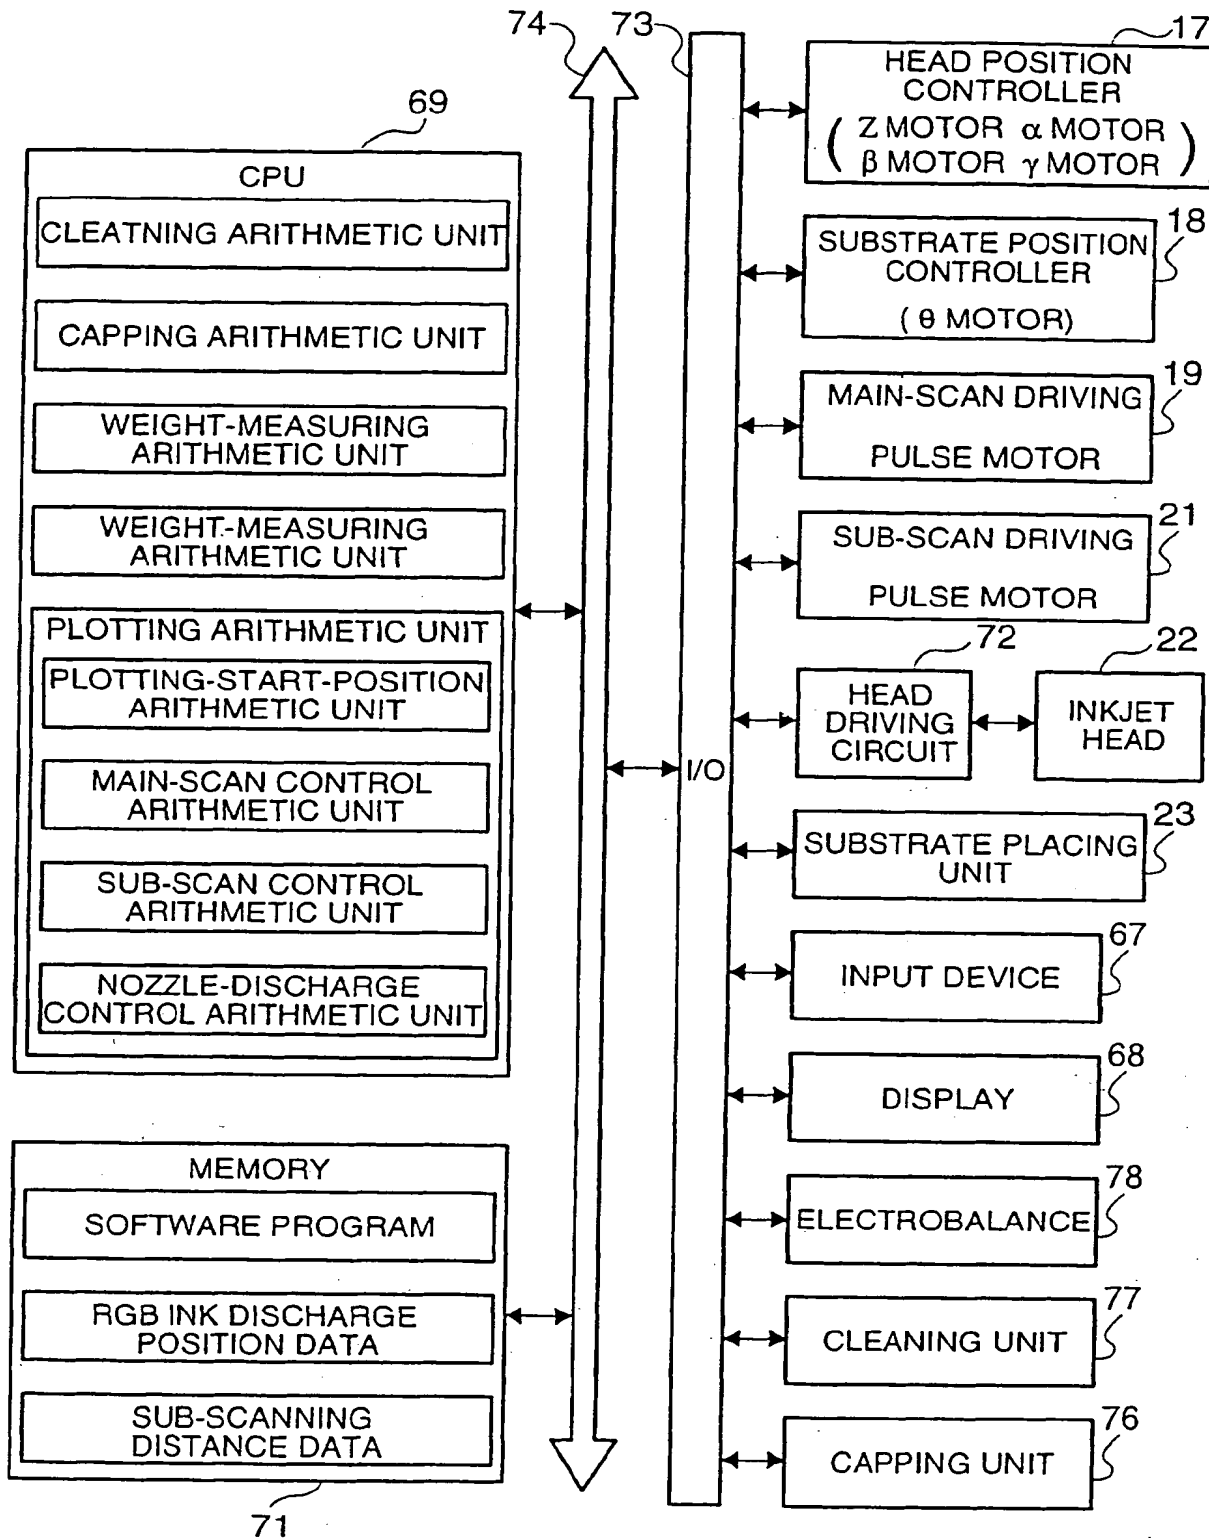 74
73
17
HEAD POSITION
CONTROLLER
( Z MOTOR α MOTOR
β MOTOR γ MOTOR )
69
CPU
CLEATNING ARITHMETIC UNIT
CAPPING ARITHMETIC UNIT
WEIGHT-MEASURING
ARITHMETIC UNIT
WEIGHT-MEASURING
ARITHMETIC UNIT
PLOTTING ARITHMETIC UNIT
PLOTTING-START-POSITION
ARITHMETIC UNIT
MAIN-SCAN CONTROL
ARITHMETIC UNIT
SUB-SCAN CONTROL
ARITHMETIC UNIT
NOZZLE-DISCHARGE
CONTROL ARITHMETIC UNIT
MEMORY
SOFTWARE PROGRAM
RGB INK DISCHARGE
POSITION DATA
SUB-SCANNING
DISTANCE DATA
71
I/O
18
SUBSTRATE POSITION
CONTROLLER
( θ MOTOR)
19
MAIN-SCAN DRIVING
PULSE MOTOR
21
SUB-SCAN DRIVING
PULSE MOTOR
72
HEAD
DRIVING
CIRCUIT
22
INKJET
HEAD
23
SUBSTRATE PLACING
UNIT
67
INPUT DEVICE
68
DISPLAY
78
ELECTROBALANCE
77
CLEANING UNIT
76
CAPPING UNIT